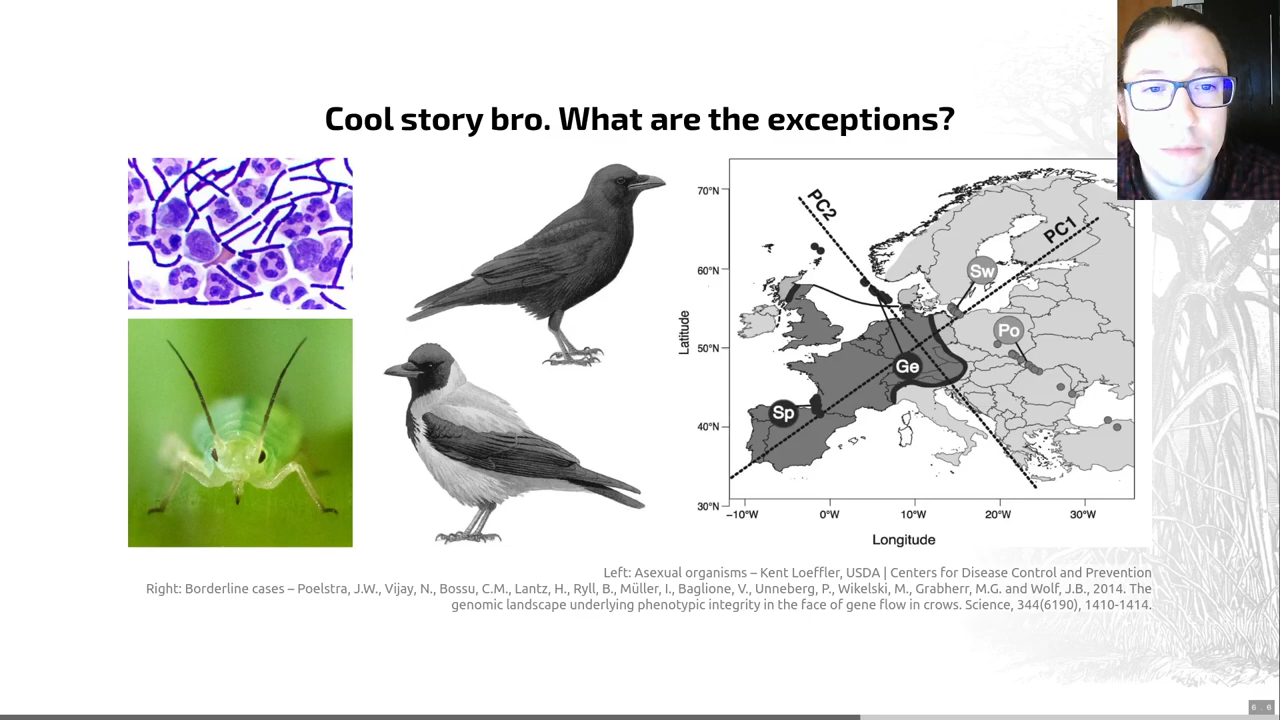 Cool story bro. What are the exceptions?
PC2
PC1
70°N
60°N
50°N
40°N
30°N
Latitude
Sw
Po
Ge
Sp
−10°W
0°W
10°W
20°W
30°W
Longitude
Left: Asexual organisms – Kent Loeffler, USDA | Centers for Disease Control and Prevention
Right: Borderline cases – Poelstra, J.W., Vijay, N., Bossu, C.M., Lantz, H., Ryll, B., Müller, I., Baglione, V., Unneberg, P., Wikelski, M., Grabherr, M.G. and Wolf, J.B., 2014. The
genomic landscape underlying phenotypic integrity in the face of gene flow in crows. Science, 344(6190), 1410-1414.
6 . 6